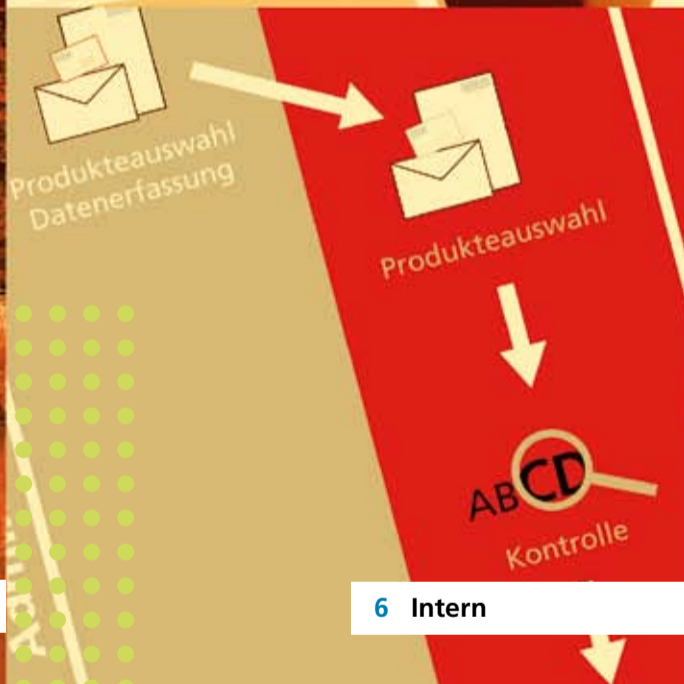 Produkteauswahl
Datenerfassung
Produkteauswahl
ABCD
Kontrolle
6 Intern